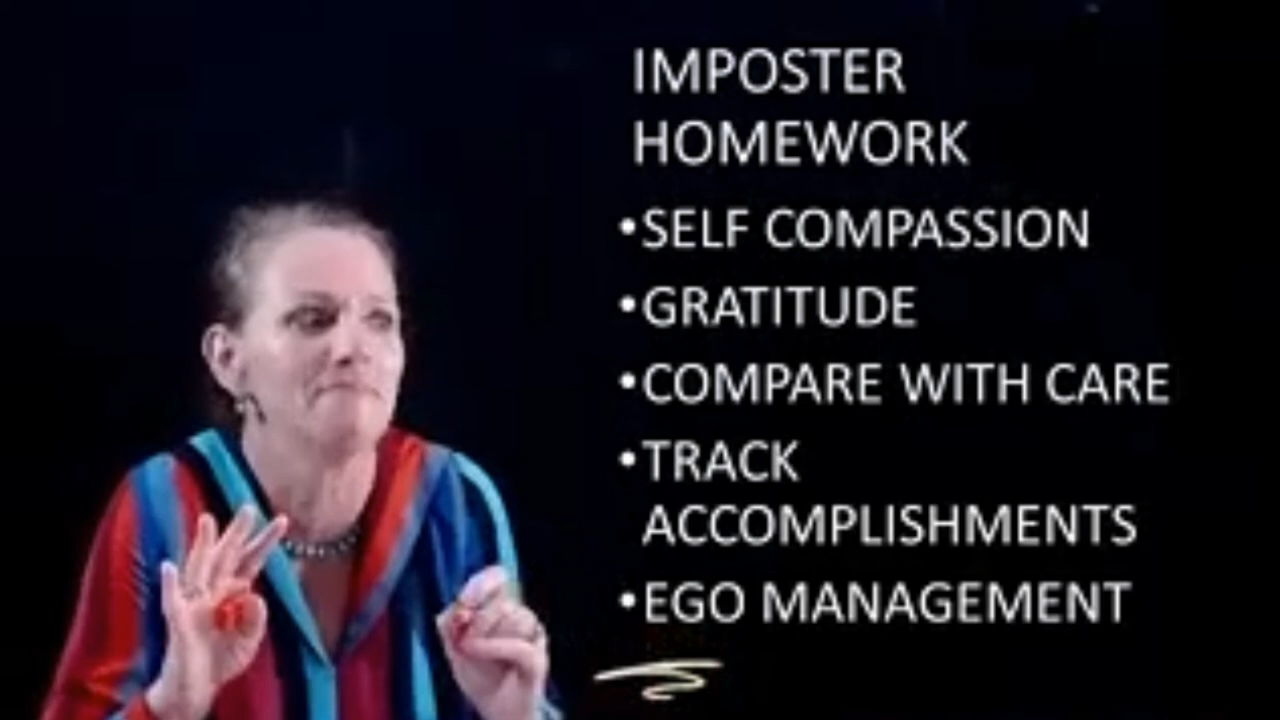 IMPOSTER
HOMEWORK
•SELF COMPASSION
•GRATITUDE
•COMPARE WITH CARE
•TRACK
ACCOMPLISHMENTS
•EGO MANAGEMENT